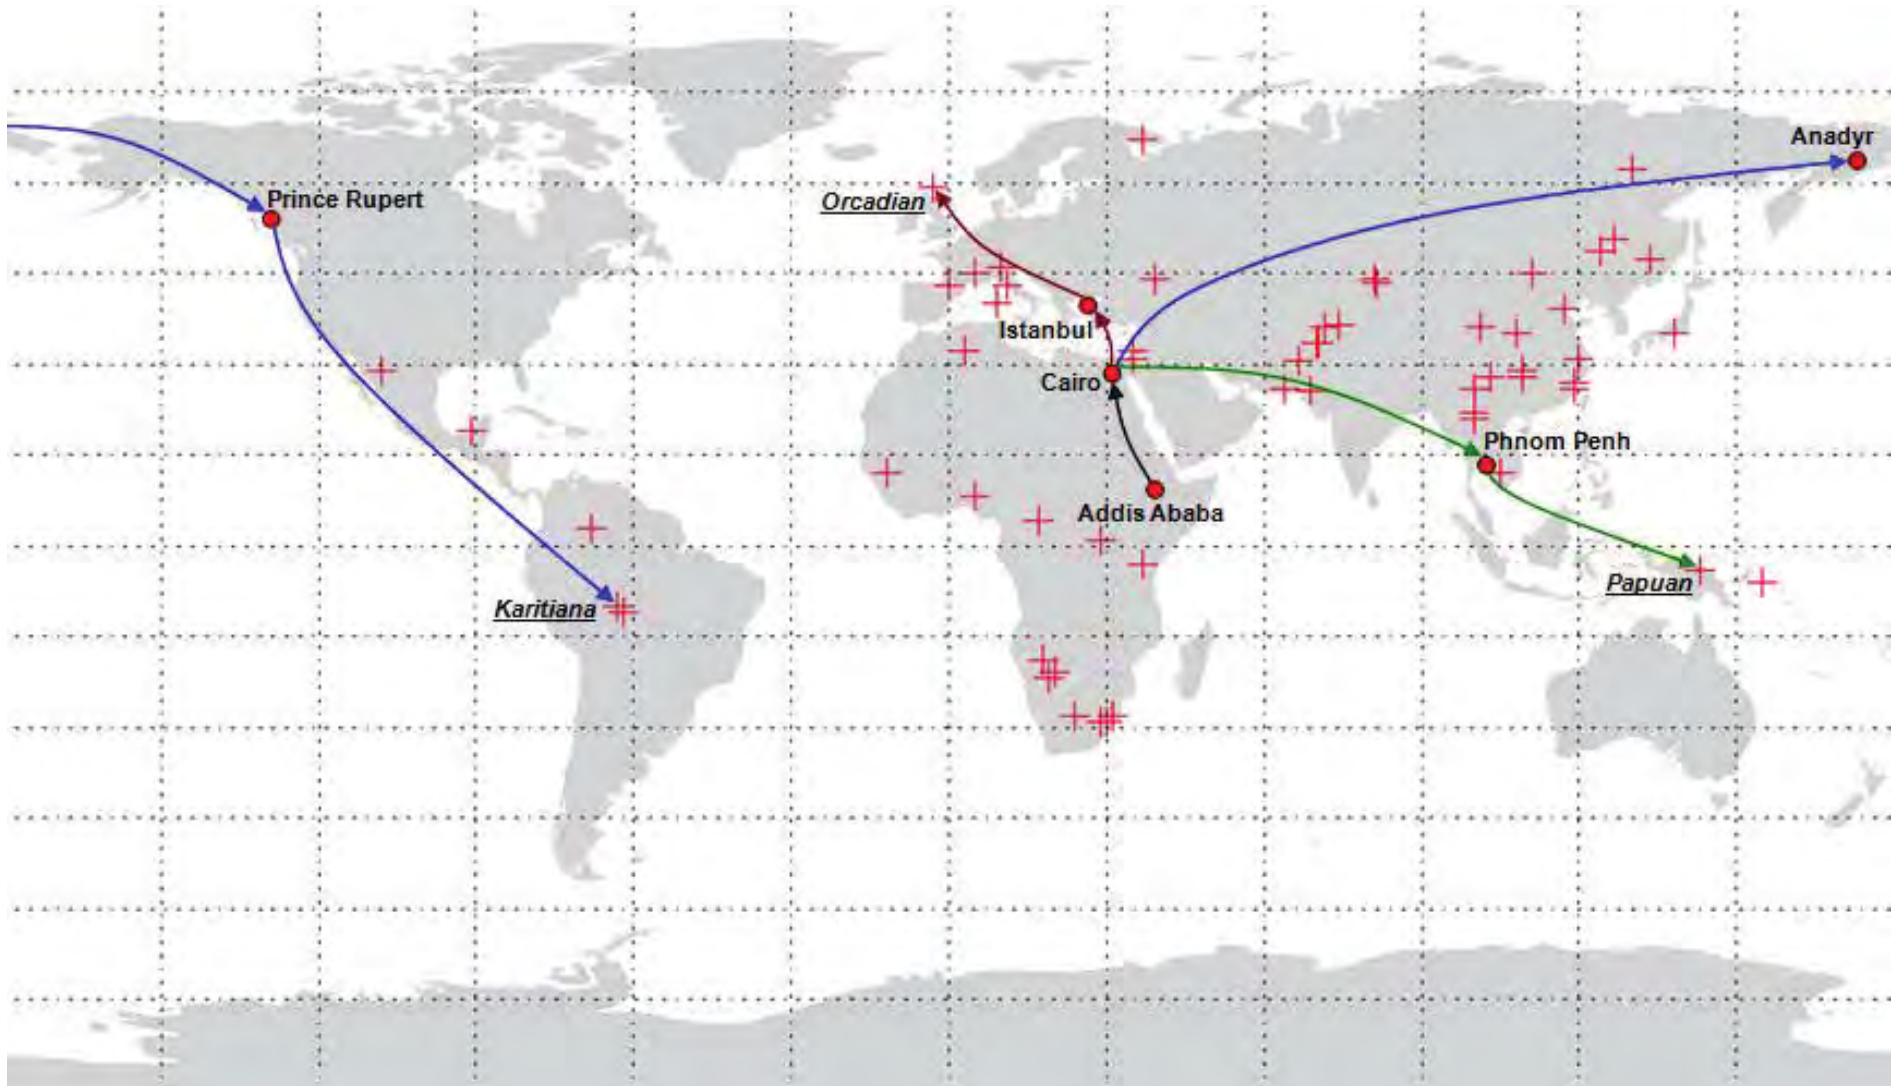 Anadyr
Prince Rupert
Orcadian
Istanbul
Cairo
Phnom Penh
Addis Ababa
Papuan
Karitiana